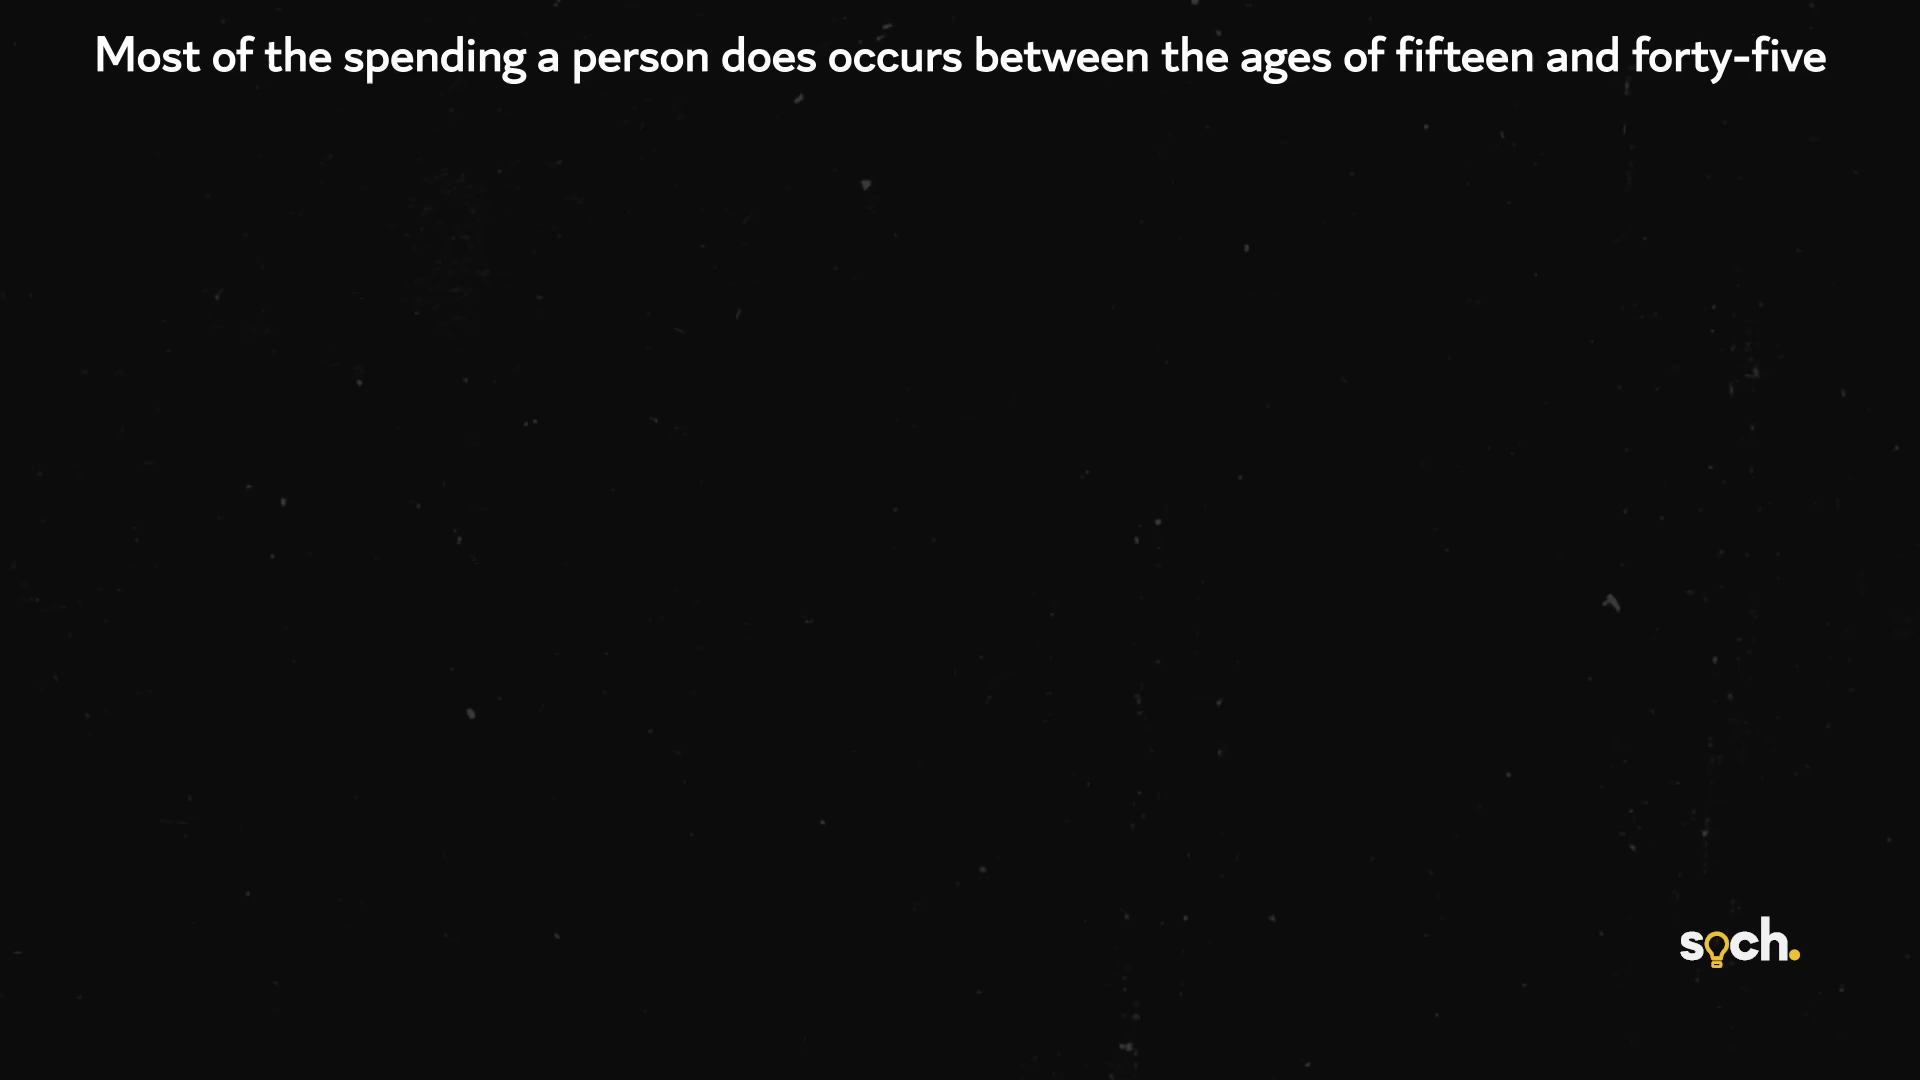 Most of the spending a person does occurs between the ages of fifteen and forty-five
soch.